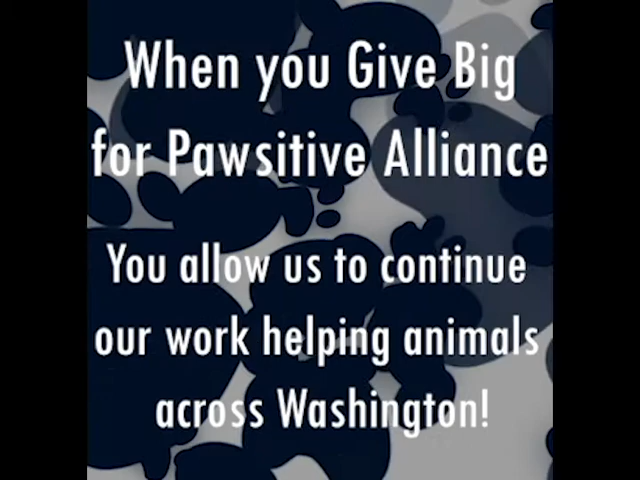 When you Give Big
for Pawsitive Alliance
You allow us to continue
our work helping animals
across Washington!